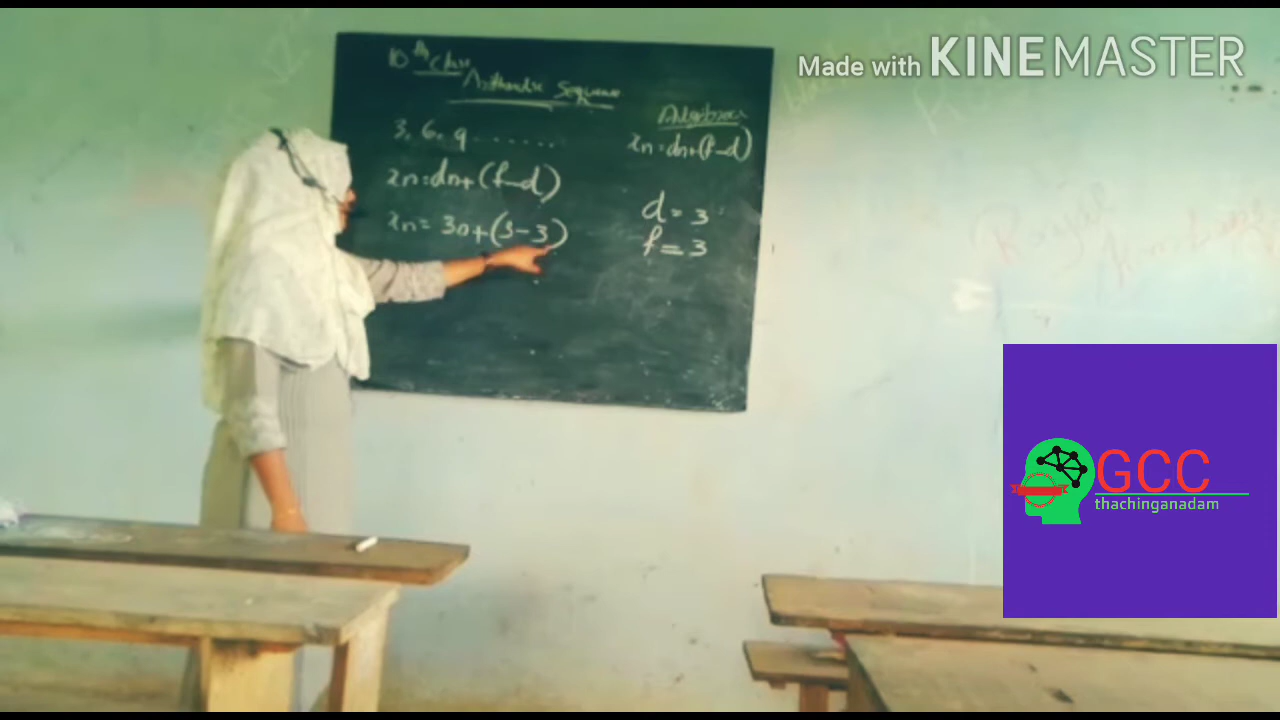 Made with KINEMASTER
10th class
Arithmetic Sequence
3, 6, 9 .......
xn = dn+(f-d)
xn = 3n+(3-3)
Algebraic
xn = dn+(f-d)
d = 3
f = 3
GCC
thachinganadam